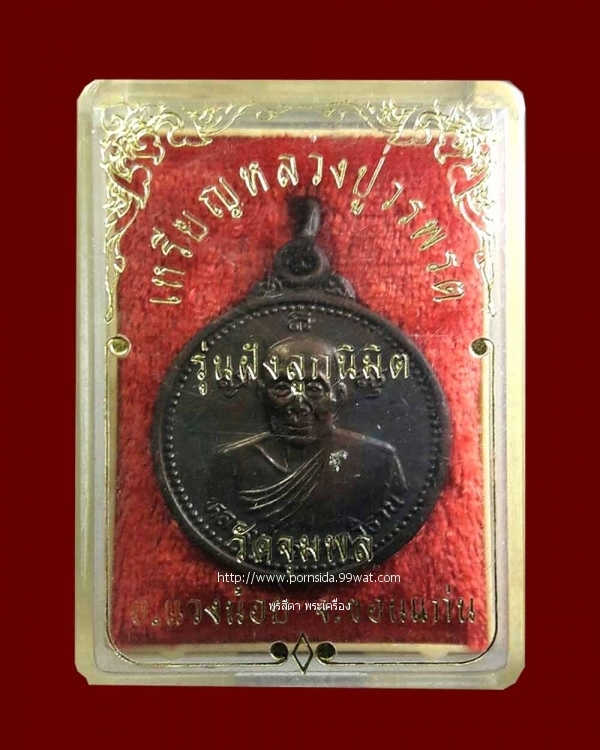 เหรียญหลวงปู่วรพรต
รุ่นฝังลูกนิมิต
วัดจุมพล
http://www.pornsida.99wat.com
พรสีดา พระเครื่อง
อ.แวงน้อย จ.ขอนแก่น